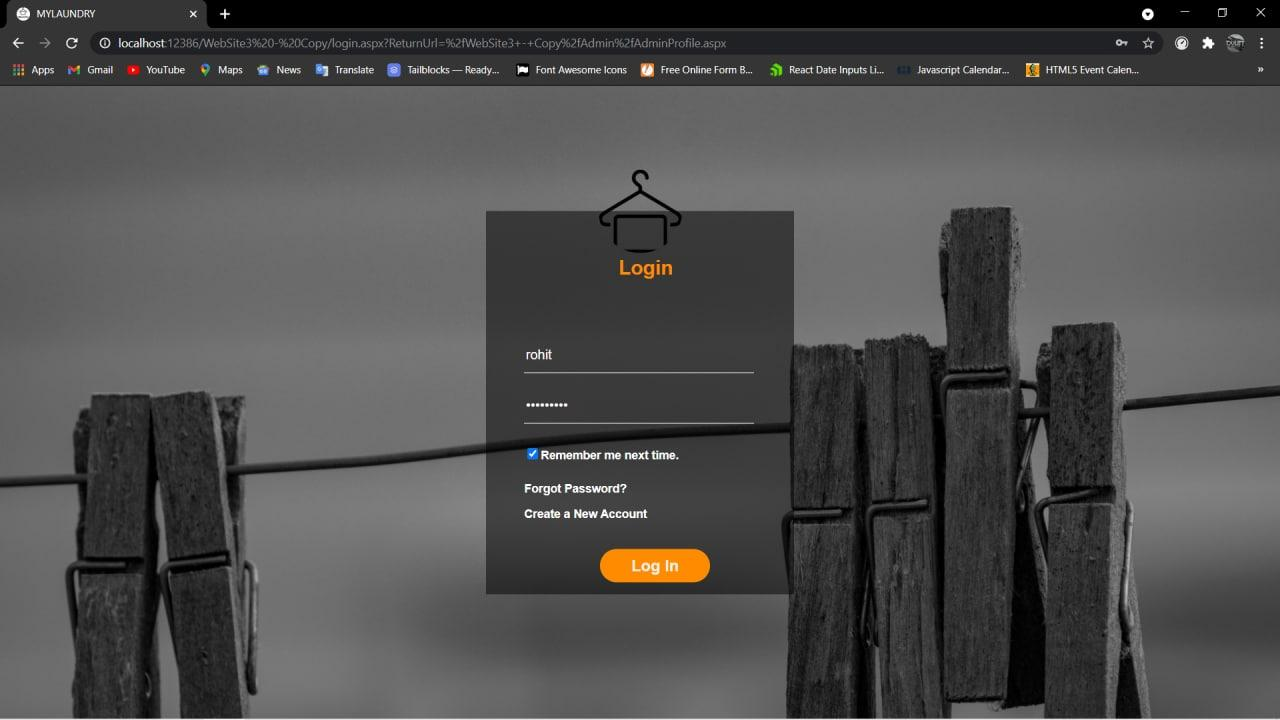 MYLAUNDRY
localhost:12386/WebSite3%20-%20Copy/login.aspx?ReturnUrl=%2fWebSite3+-+Copy%2fAdmin%2fAdminProfile.aspx
Apps Gmail YouTube Maps News Translate Tailblocks — Ready... Font Awesome Icons Free Online Form B... React Date Inputs Li... Javascript Calendar... HTML5 Event Calen... »
Login
rohit
•••••••••
Remember me next time.
Forgot Password?
Create a New Account
Log In